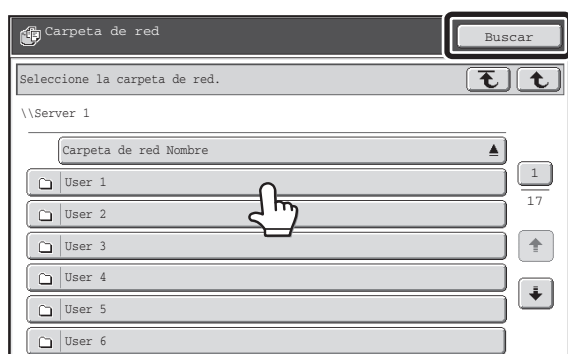 Carpeta de red
Buscar
Seleccione la carpeta de red.
\\Server 1
Carpeta de red Nombre
User 1
1
17
User 2
User 3
User 4
User 5
User 6